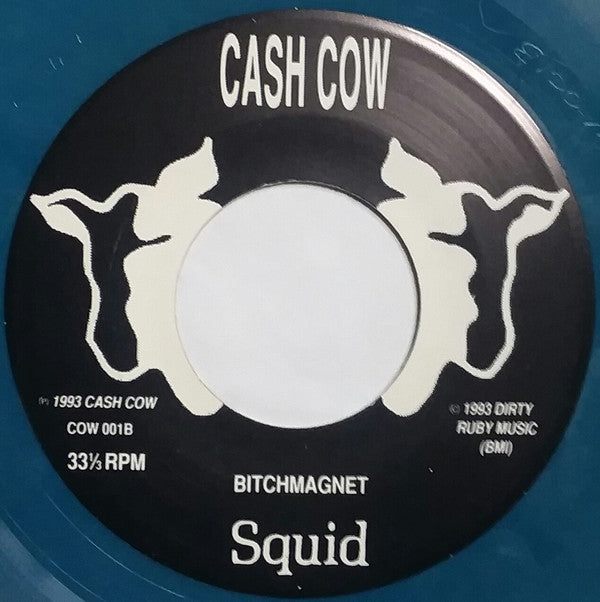 CASH COW
℗ 1993 CASH COW
COW 001B
33⅓ RPM
© 1993 DIRTY
RUBY MUSIC
(BMI)
BITCHMAGNET
Squid